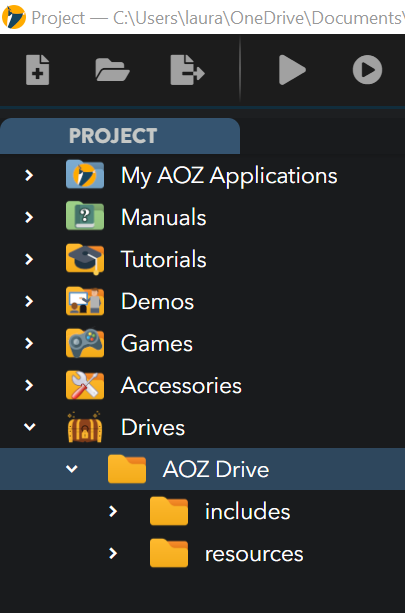 Project — C:\Users\laura\OneDrive\Documents\
PROJECT
My AOZ Applications
? Manuals
Tutorials
Demos
Games
Accessories
Drives
AOZ Drive
includes
resources